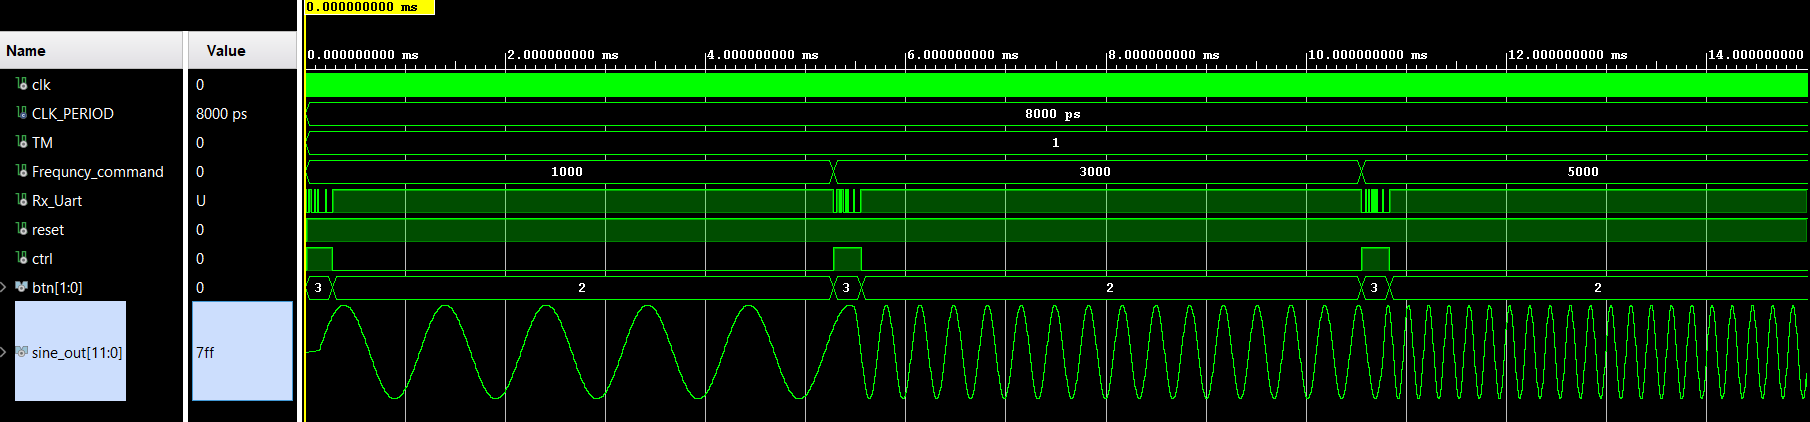 0.000000000 ms
Name Value
0.000000000 ms 2.000000000 ms 4.000000000 ms 6.000000000 ms 8.000000000 ms 10.000000000 ms 12.000000000 ms 14.000000000
clk 0
CLK_PERIOD 8000 ps 8000 ps
TM 0 1
Frequncy_command 0 1000 3000 5000
Rx_Uart U
reset 0
ctrl 0
btn[1:0] 0 3 2 3 2 3 2
sine_out[11:0] 7ff